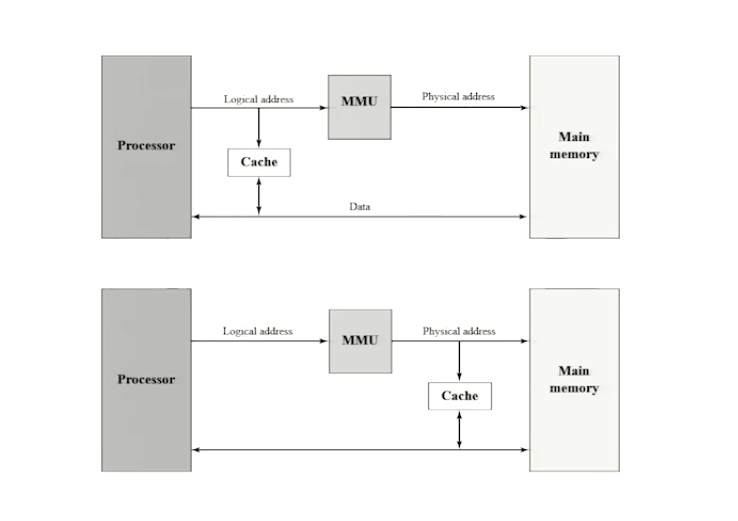 Logical address
MMU
Physical address
Processor
Main
memory
Cache
Data
Logical address
MMU
Physical address
Processor
Main
memory
Cache